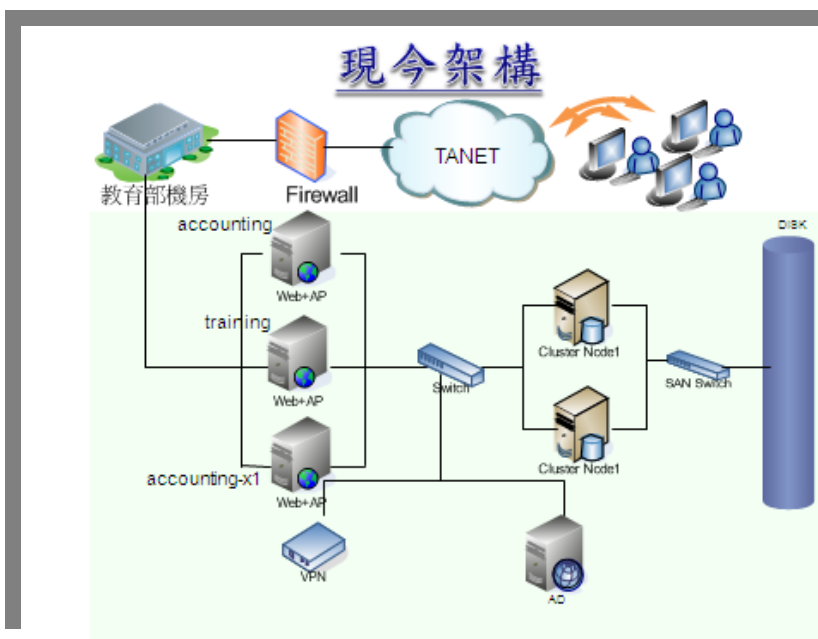 現今架構
TANET
教育部機房
Firewall
accounting
DISK
Web+AP
training
Cluster Node1
Switch
SAN Switch
Web+AP
Cluster Node1
accounting-x1
Web+AP
VPN
AD